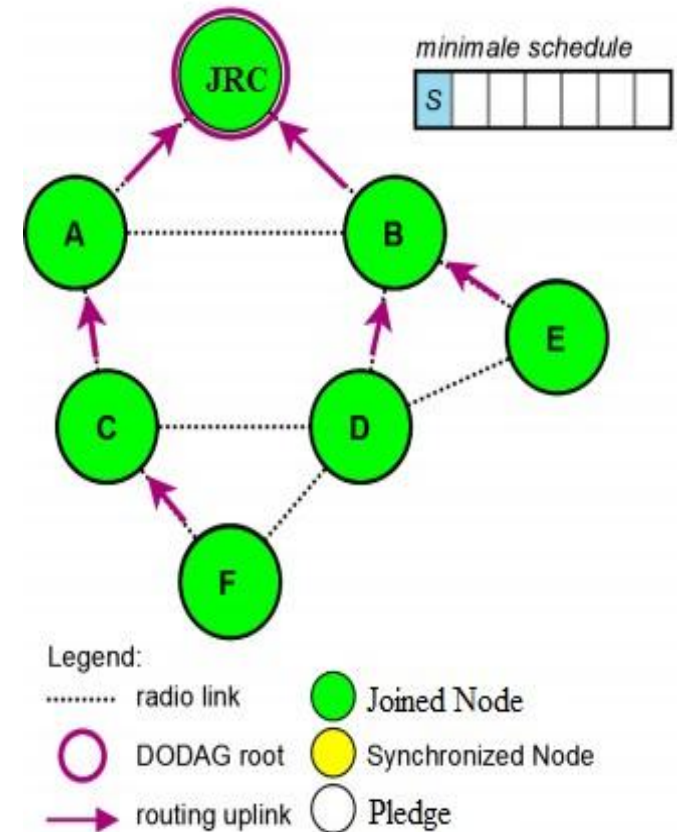 JRC
minimale schedule
S
A
B
E
C
D
F
Legend:
radio link
Joined Node
DODAG root
Synchronized Node
routing uplink
Pledge